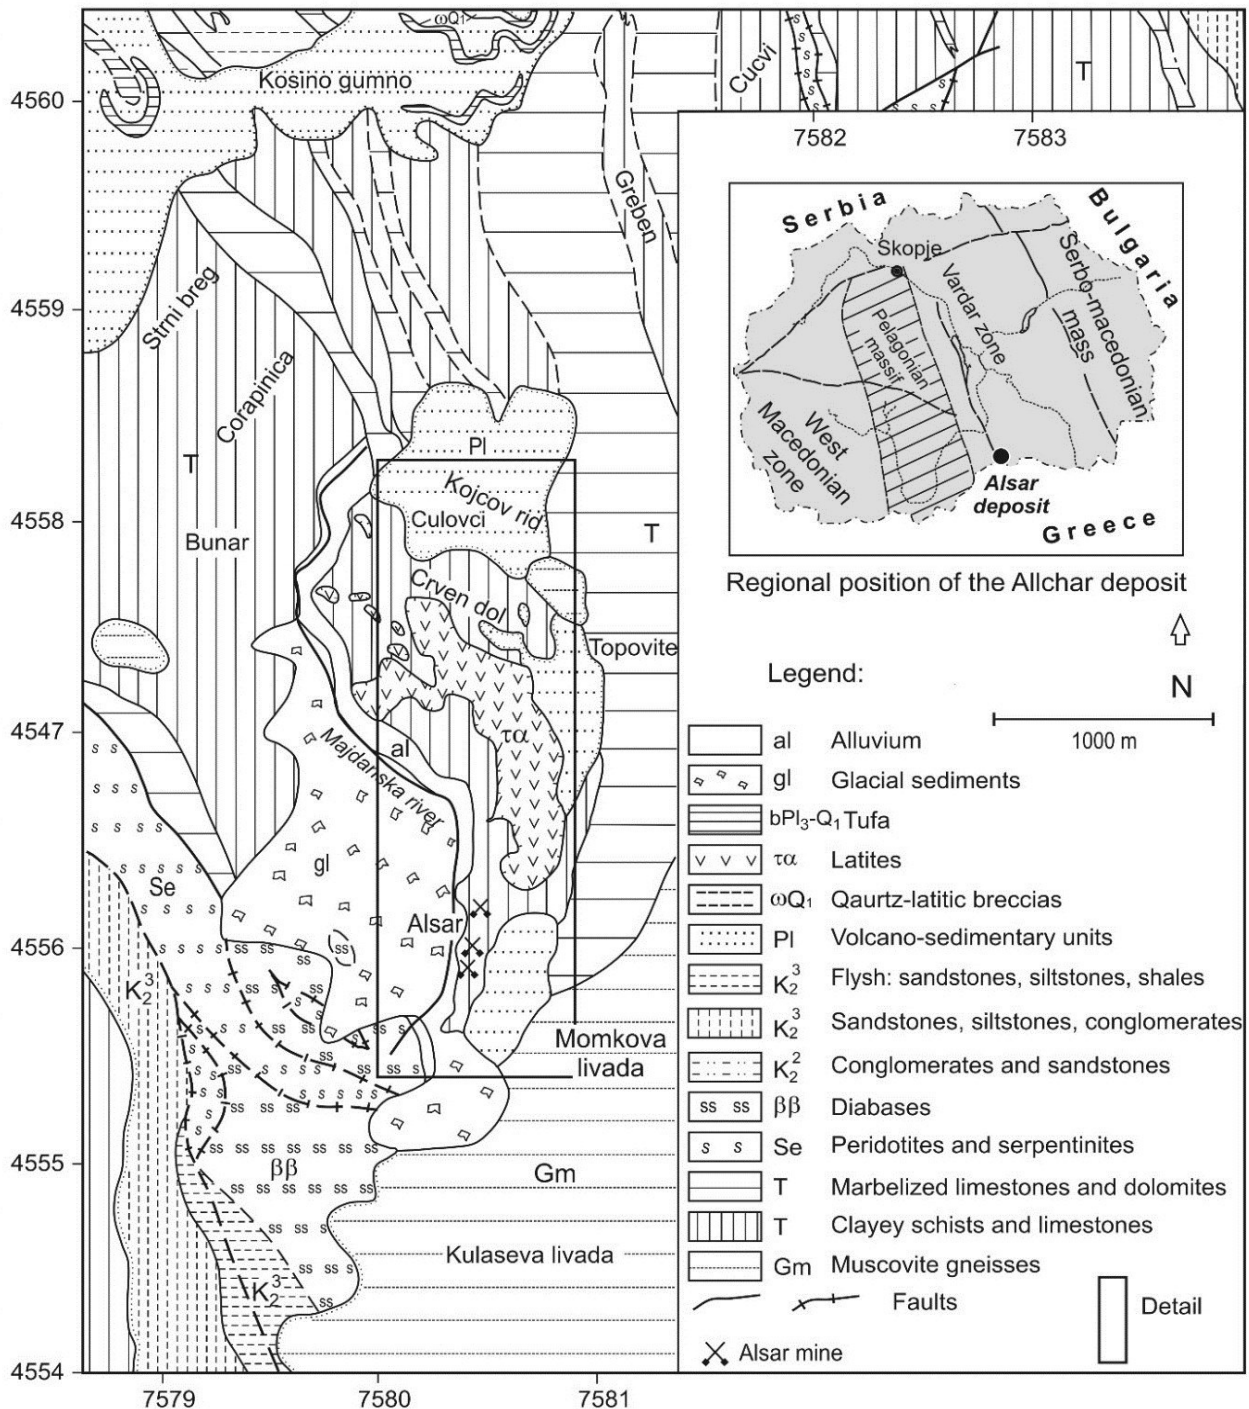 ωQ₁
Kosino gumno
Cucvi
T
4560
7582
7583
Greben
Serbia
Bulgaria
Skopje
Vardar zone
Serbo-macedonian
mass
Pelagonian
massif
West
Macedonian
zone
Alsar
deposit
Greece
Regional position of the Allchar deposit
4559
Strni breg
Corapinica
T
Pl
Kojcov rid
Culovci
4558
Bunar
T
Crven dol
Topovite
4547
al
τα
Majdanska river
gl
Se
Alsar
4556
K₂³
Momkova
livada
4555
ββ
Gm
Kulaseva livada
K₂³
4554
7579
7580
7581
N
1000 m
Legend:
al Alluvium
gl Glacial sediments
bPl₃-Q₁ Tufa
τα Latites
ωQ₁ Qaurtz-latitic breccias
Pl Volcano-sedimentary units
K₂³ Flysh: sandstones, siltstones, shales
K₂³ Sandstones, siltstones, conglomerates
K₂² Conglomerates and sandstones
ββ Diabases
Se Peridotites and serpentinites
T Marbelized limestones and dolomites
T Clayey schists and limestones
Gm Muscovite gneisses
Faults
Detail
Alsar mine